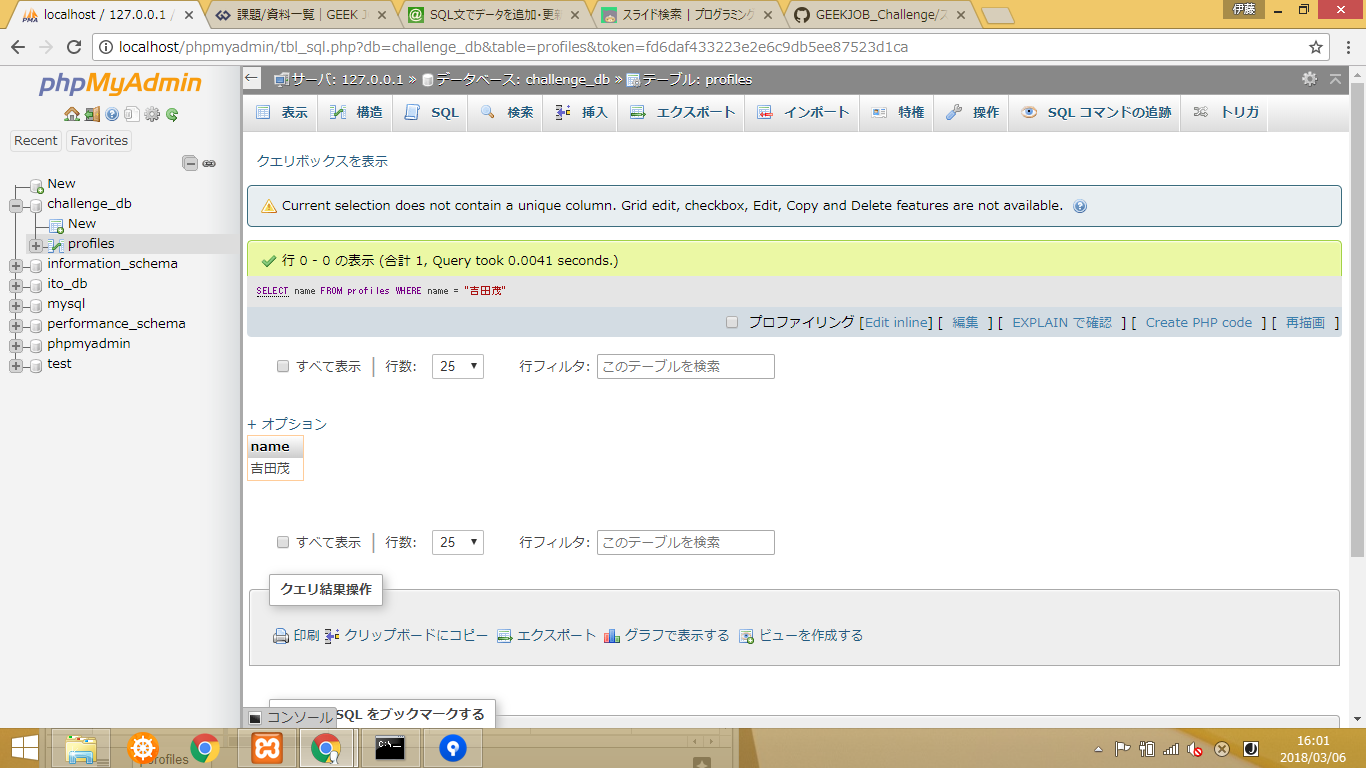 localhost / 127.0.0.1 /
課題/資料一覧 | GEEK J
SQL文でデータを追加・更新
スライド検索 | プログラミング
GEEKJOB_Challenge/ス
伊藤
localhost/phpmyadmin/tbl_sql.php?db=challenge_db&table=profiles&token=fd6daf433223e2e6c9db5ee87523d1ca
phpMyAdmin
Recent Favorites
New
challenge_db
New
profiles
information_schema
ito_db
mysql
performance_schema
phpmyadmin
test
サーバ: 127.0.0.1 » データベース: challenge_db » テーブル: profiles
表示 構造 SQL 検索 挿入 エクスポート インポート 特権 操作 SQL コマンドの追跡 トリガ
クエリボックスを表示
Current selection does not contain a unique column. Grid edit, checkbox, Edit, Copy and Delete features are not available.
行 0 - 0 の表示 (合計 1, Query took 0.0041 seconds.)
SELECT name FROM profiles WHERE name = "吉田茂"
プロファイリング [Edit inline] [ 編集 ] [ EXPLAIN で確認 ] [ Create PHP code ] [ 再描画 ]
すべて表示 | 行数: 25 行フィルタ: このテーブルを検索
+ オプション
name
吉田茂
すべて表示 | 行数: 25 行フィルタ: このテーブルを検索
クエリ結果操作
印刷 クリップボードにコピー エクスポート グラフで表示する ビューを作成する
SQL をブックマークする
コンソール
profiles
16:01
2018/03/06